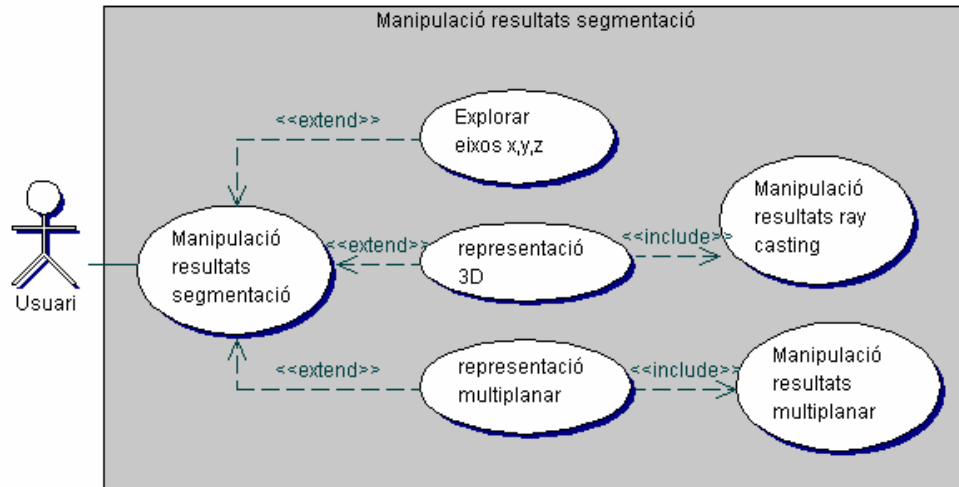 Manipulació resultats segmentació
<<extend>>
Explorar
eixos x,y,z
Manipulació
resultats
segmentació
<<extend>>
representació
3D
<<include>>
Manipulació
resultats ray
casting
Usuari
<<extend>>
representació
multiplanar
<<include>>
Manipulació
resultats
multiplanar